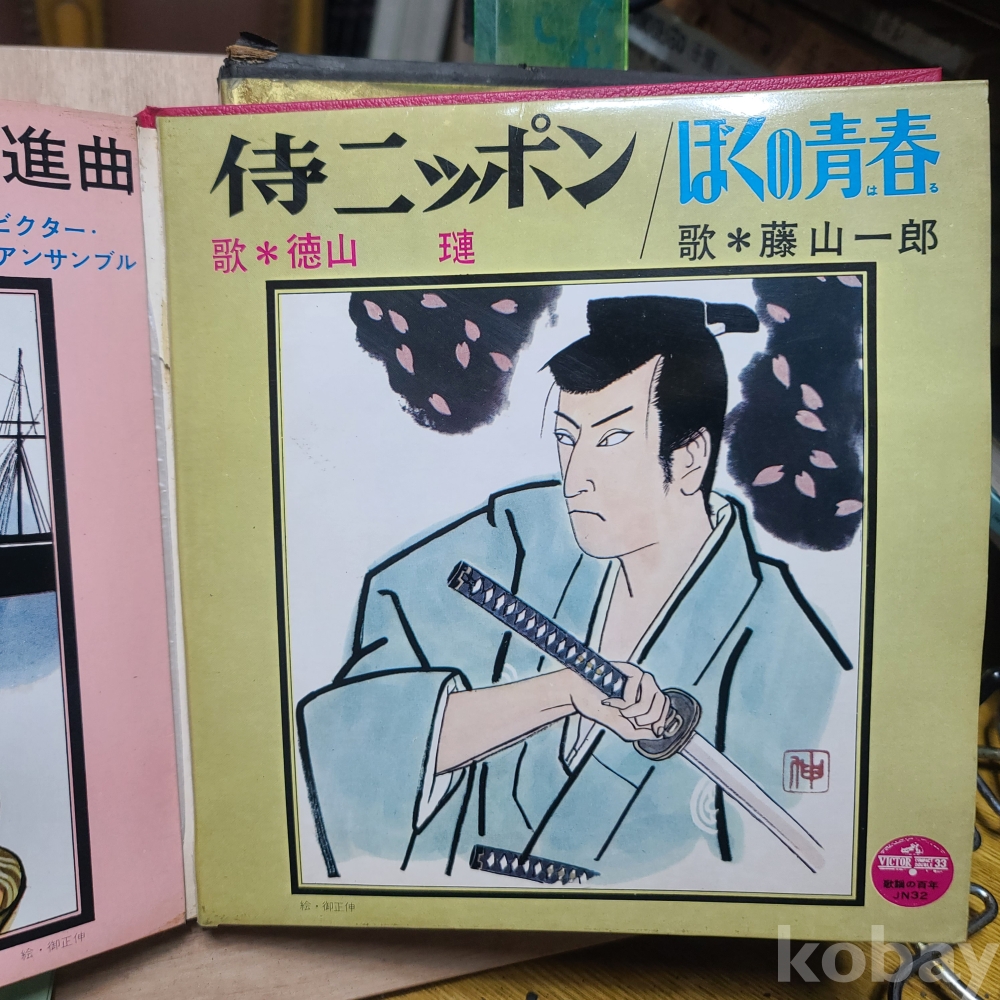 進曲
ビクター・
アンサンブル
絵・御正伸
侍ニッポン/ぼくの青春
はる
歌＊徳山 璉
歌＊藤山一郎
伸
絵・御正伸
VICTOR
33
歌謡の百年
JN32
kobay